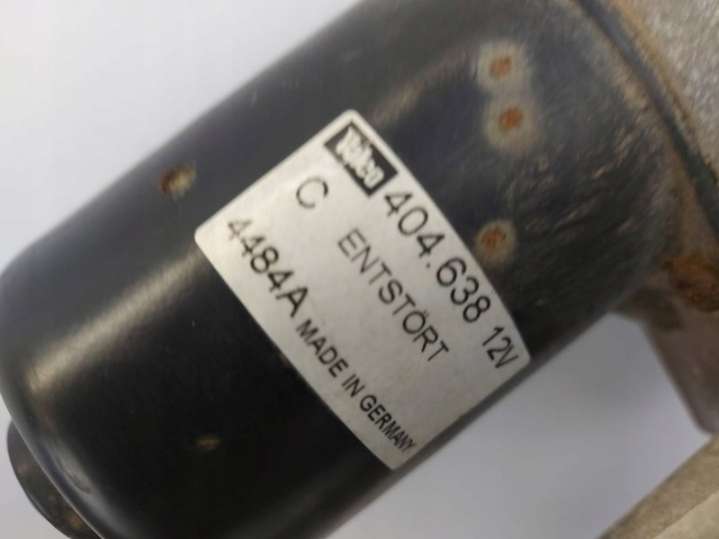 Valeo 404.638 12V
C ENTSTÖRT
4484A MADE IN GERMANY